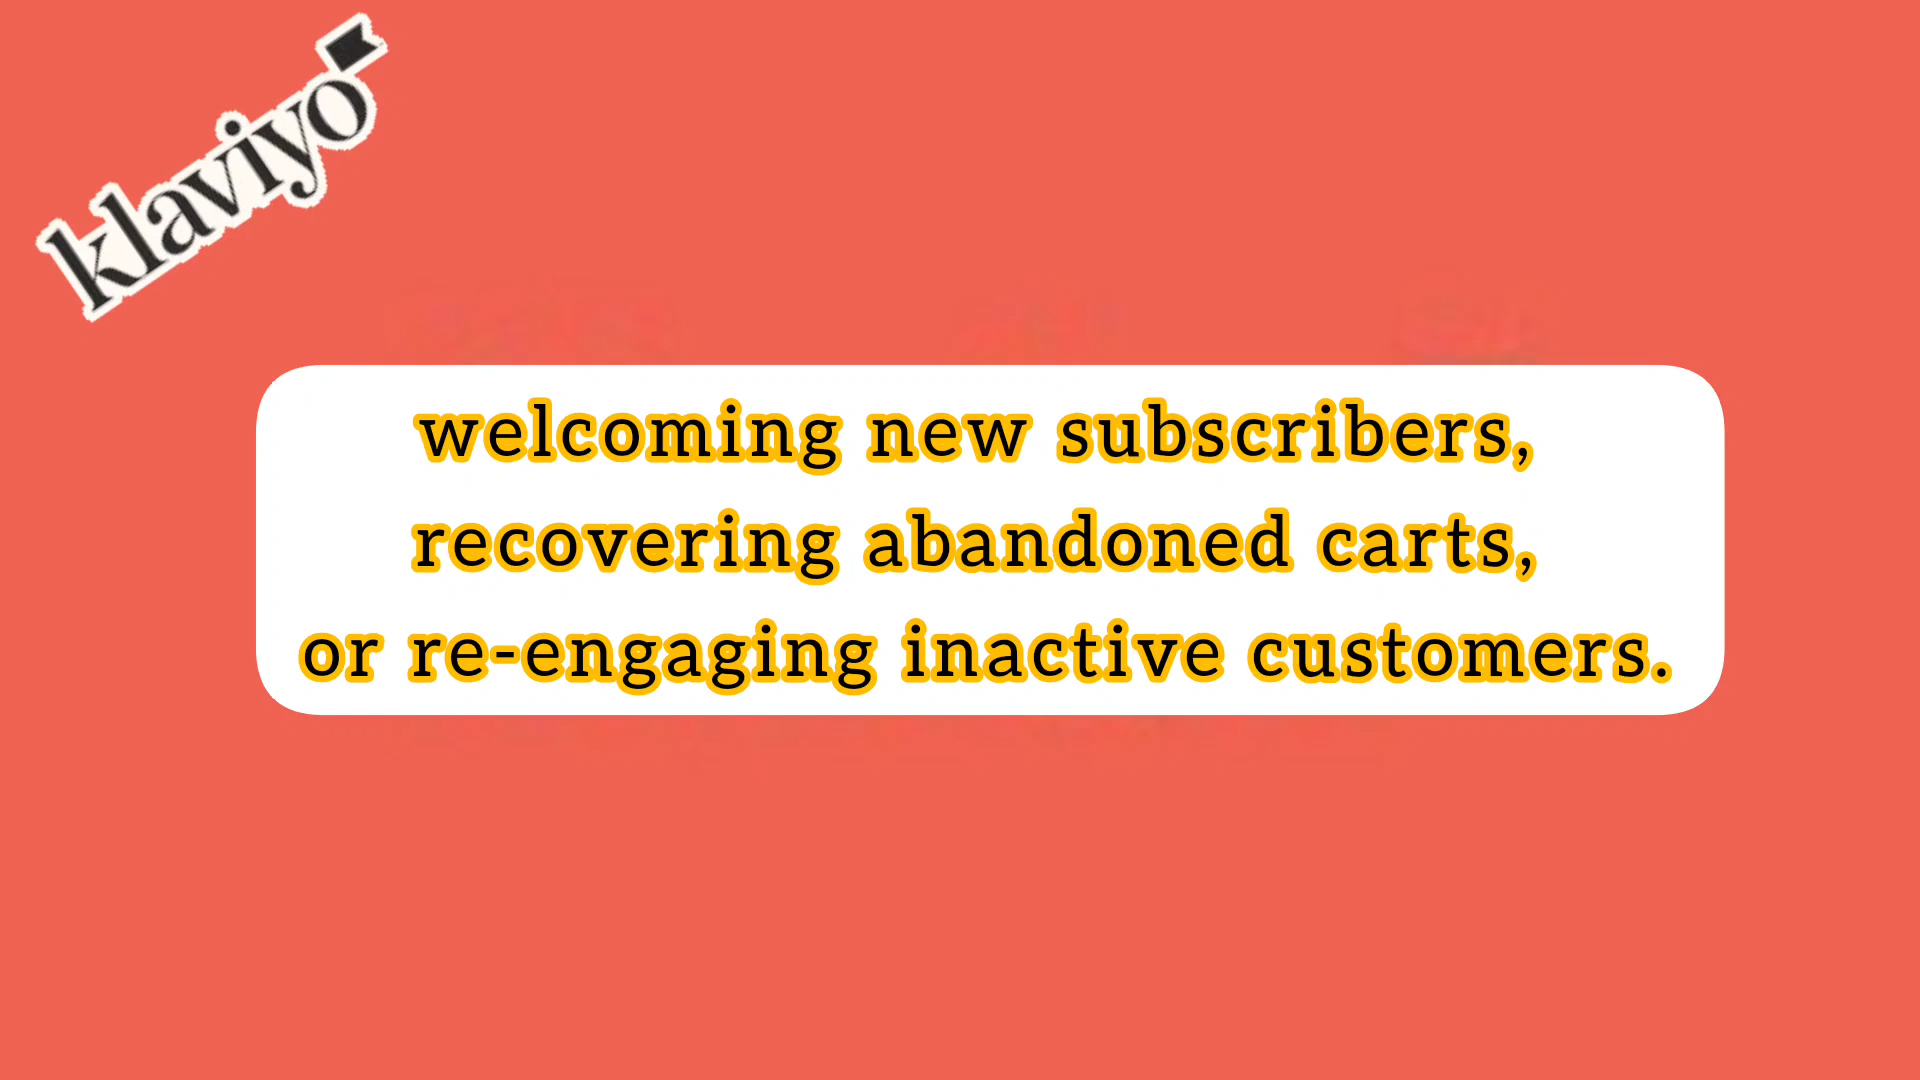 klaviyo
welcoming new subscribers,
recovering abandoned carts,
or re-engaging inactive customers.